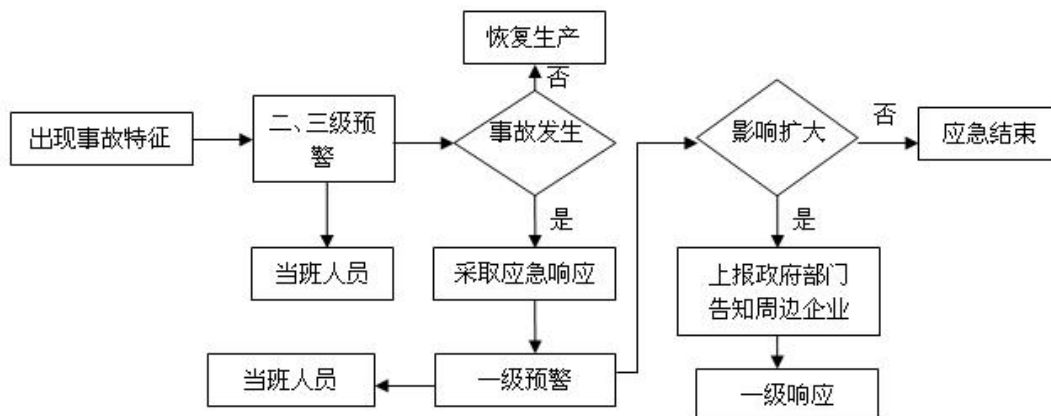 恢复生产
否
出现事故特征
二、三级预
警
事故发生
影响扩大
否
应急结束
是
是
当班人员
采取应急响应
上报政府部门
告知周边企业
当班人员
一级预警
一级响应